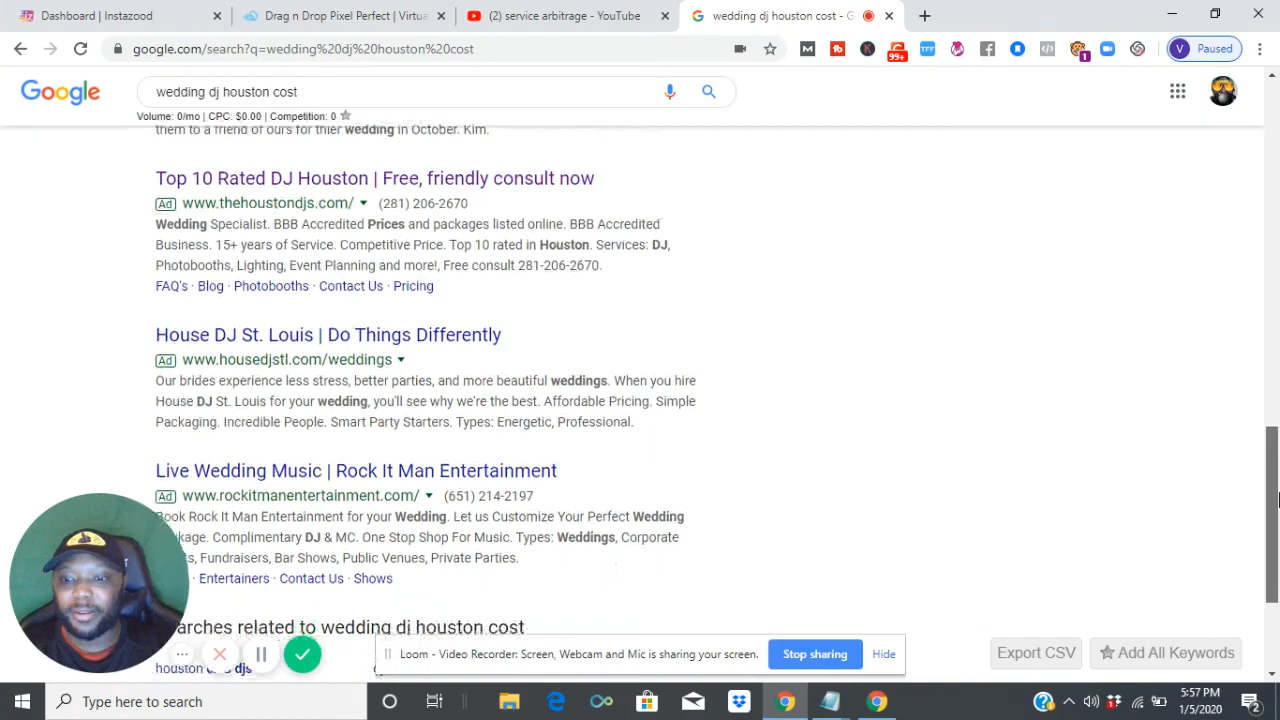 Dashboard | Instazood
Drag n Drop Pixel Perfect | Virtua
(2) service arbitrage - YouTube
wedding dj houston cost - G
google.com/search?q=wedding%20dj%20houston%20cost
99+
TFF
1
V Paused
Google
wedding dj houston cost
Volume: 0/mo | CPC: $0.00 | Competition: 0
them to a friend of ours for thier wedding in October. Kim.
Top 10 Rated DJ Houston | Free, friendly consult now
Ad www.thehoustondjs.com/ (281) 206-2670
Wedding Specialist. BBB Accredited Prices and packages listed online. BBB Accredited
Business. 15+ years of Service. Competitive Price. Top 10 rated in Houston. Services: DJ,
Photobooths, Lighting, Event Planning and more!, Free consult 281-206-2670.
FAQ's · Blog · Photobooths · Contact Us · Pricing
House DJ St. Louis | Do Things Differently
Ad www.housedjstl.com/weddings
Our brides experience less stress, better parties, and more beautiful weddings. When you hire
House DJ St. Louis for your wedding, you'll see why we're the best. Affordable Pricing. Simple
Packaging. Incredible People. Smart Party Starters. Types: Energetic, Professional.
Live Wedding Music | Rock It Man Entertainment
Ad www.rockitmanentertainment.com/ (651) 214-2197
Book Rock It Man Entertainment for your Wedding. Let us Customize Your Perfect Wedding
ckage. Complimentary DJ & MC. One Stop Shop For Music. Types: Weddings, Corporate
s, Fundraisers, Bar Shows, Public Venues, Private Parties.
· Entertainers · Contact Us · Shows
arches related to wedding dj houston cost
Loom - Video Recorder: Screen, Webcam and Mic is sharing your screen.
Stop sharing
Hide
Export CSV
Add All Keywords
houston djs
Type here to search
5:57 PM
1/5/2020
2